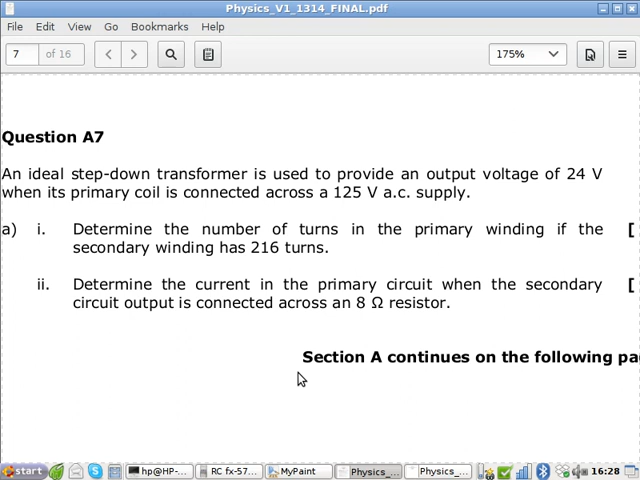 Physics_V1_1314_FINAL.pdf
File Edit View Go Bookmarks Help
7 of 16 175%
Question A7
An ideal step-down transformer is used to provide an output voltage of 24 V
when its primary coil is connected across a 125 V a.c. supply.
a) i. Determine the number of turns in the primary winding if the [
secondary winding has 216 turns.
ii. Determine the current in the primary circuit when the secondary [
circuit output is connected across an 8 Ω resistor.
Section A continues on the following pa
start hp@HP-... RC fx-57... MyPaint Physics_... Physics_... 16:28